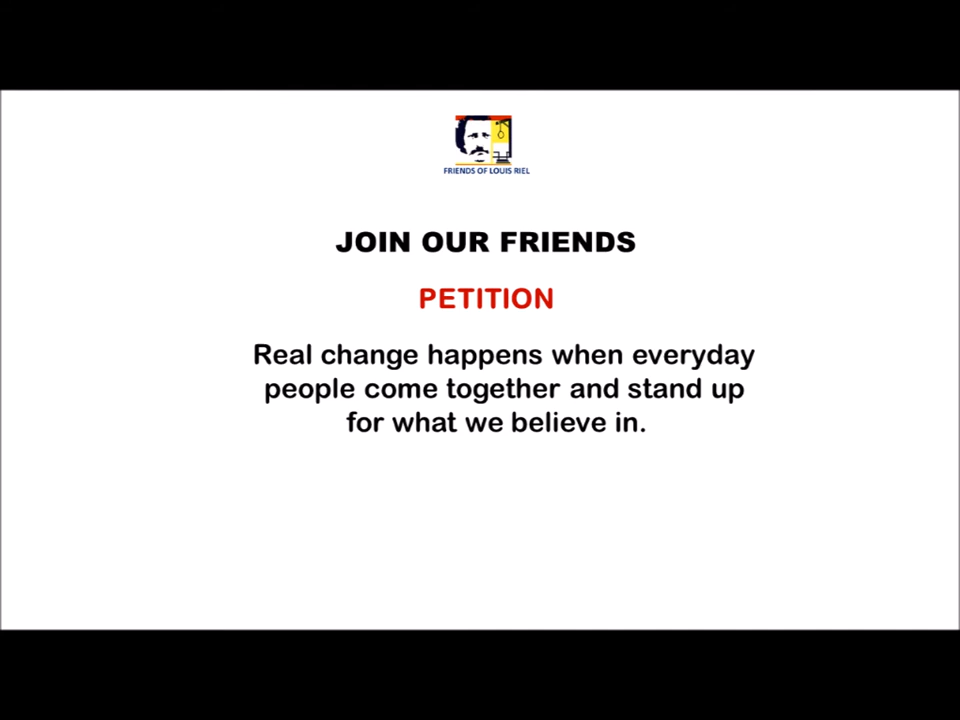 FRIENDS OF LOUIS RIEL
JOIN OUR FRIENDS
PETITION
Real change happens when everyday
people come together and stand up
for what we believe in.